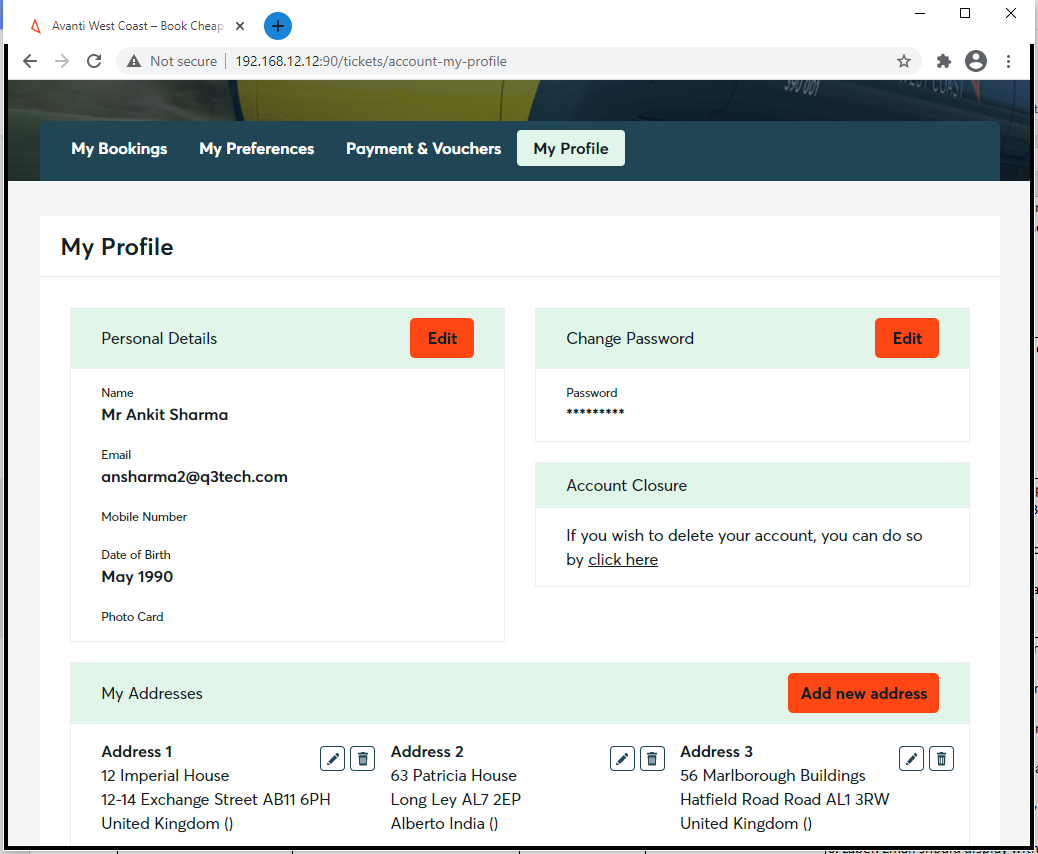 Avanti West Coast – Book Cheap
Not secure
192.168.12.12:90/tickets/account-my-profile
390 001
WEST COAST
My Bookings
My Preferences
Payment & Vouchers
My Profile
My Profile
Personal Details
Edit
Name
Mr Ankit Sharma
Email
ansharma2@q3tech.com
Mobile Number
Date of Birth
May 1990
Photo Card
Change Password
Edit
Password
*********
Account Closure
If you wish to delete your account, you can do so
by click here
My Addresses
Add new address
Address 1
12 Imperial House
12-14 Exchange Street AB11 6PH
United Kingdom ()
Address 2
63 Patricia House
Long Ley AL7 2EP
Alberto India ()
Address 3
56 Marlborough Buildings
Hatfield Road Road AL1 3RW
United Kingdom ()